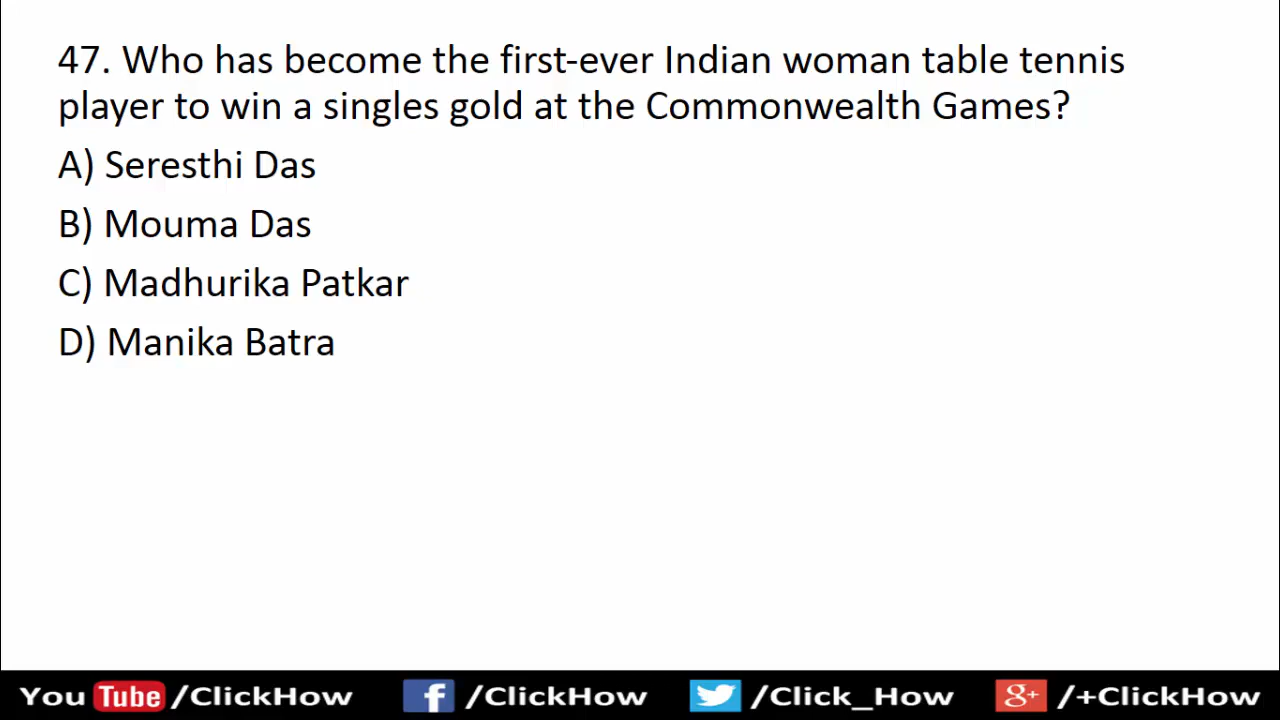 47. Who has become the first-ever Indian woman table tennis
player to win a singles gold at the Commonwealth Games?
A) Seresthi Das
B) Mouma Das
C) Madhurika Patkar
D) Manika Batra
You Tube /ClickHow f /ClickHow /Click_How g+ /+ClickHow